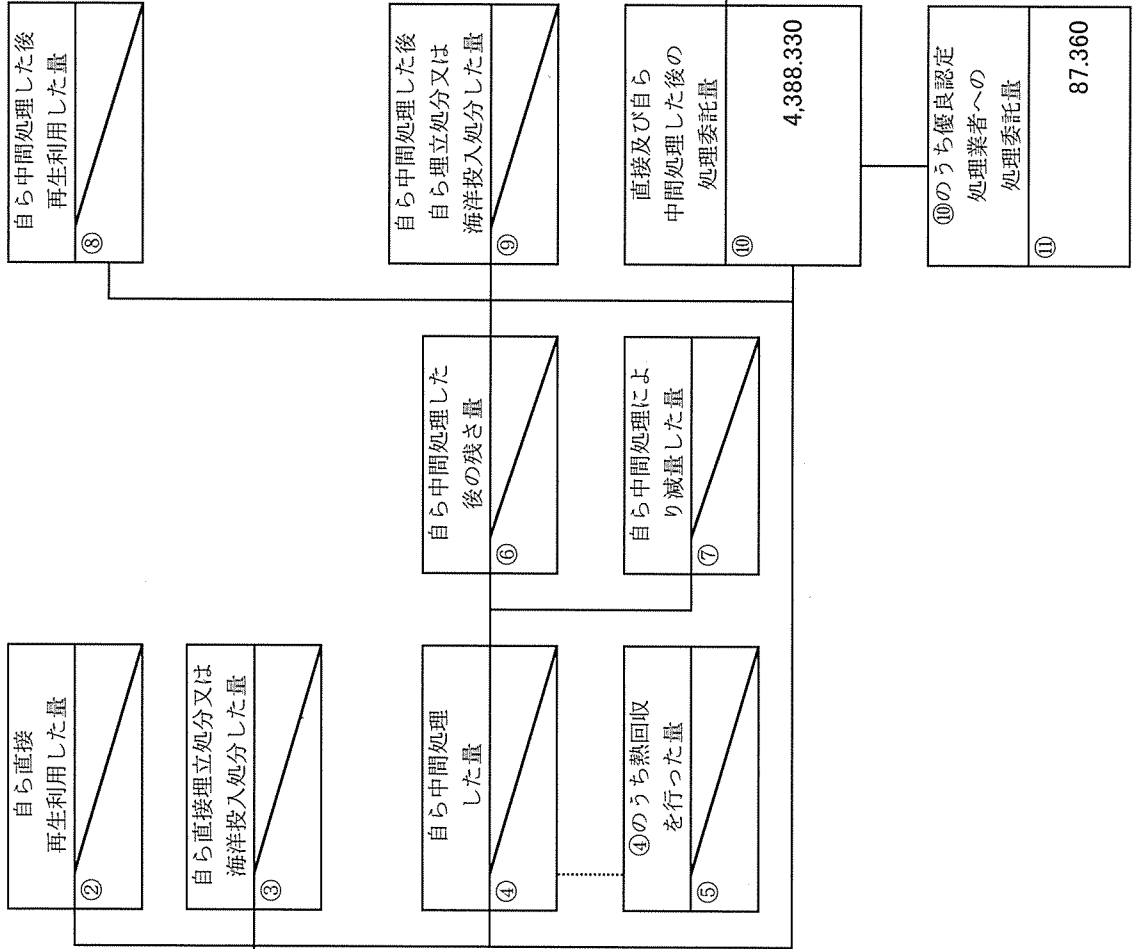 自ら直接
再生利用した量
②
自ら直接埋立処分又は
海洋投入処分した量
③
自ら中間処理
した量
④
④のうち熱回収
を行った量
⑤
自ら中間処理した
後の残さ量
⑥
自ら中間処理によ
り減量した量
⑦
自ら中間処理した後
再生利用した量
⑧
自ら中間処理した後
自ら埋立処分又は
海洋投入処分した量
⑨
直接及び自ら
中間処理した後の
処理委託量
⑩
4,388.330
⑩のうち優良認定
処理業者への
処理委託量
⑪
87.360